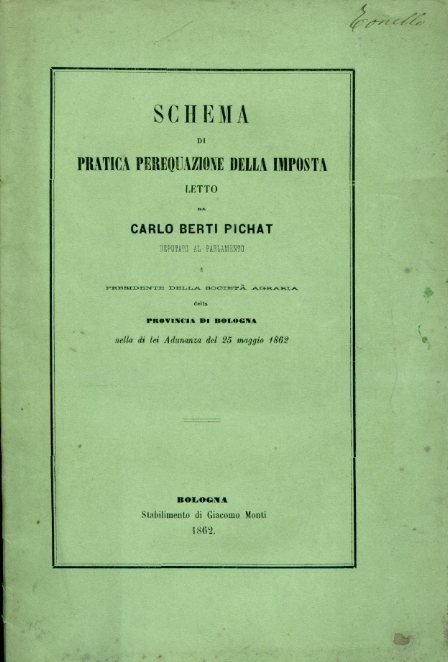 Tonello
SCHEMA
DI
PRATICA PEREQUAZIONE DELLA IMPOSTA
LETTO
DA
CARLO BERTI PICHAT
DEPUTATO AL PARLAMENTO
E
PRESIDENTE DELLA SOCIETÀ AGRARIA
della
PROVINCIA DI BOLOGNA
nella di lei Adunanza del 25 maggio 1862
BOLOGNA
Stabilimento di Giacomo Monti
1862.